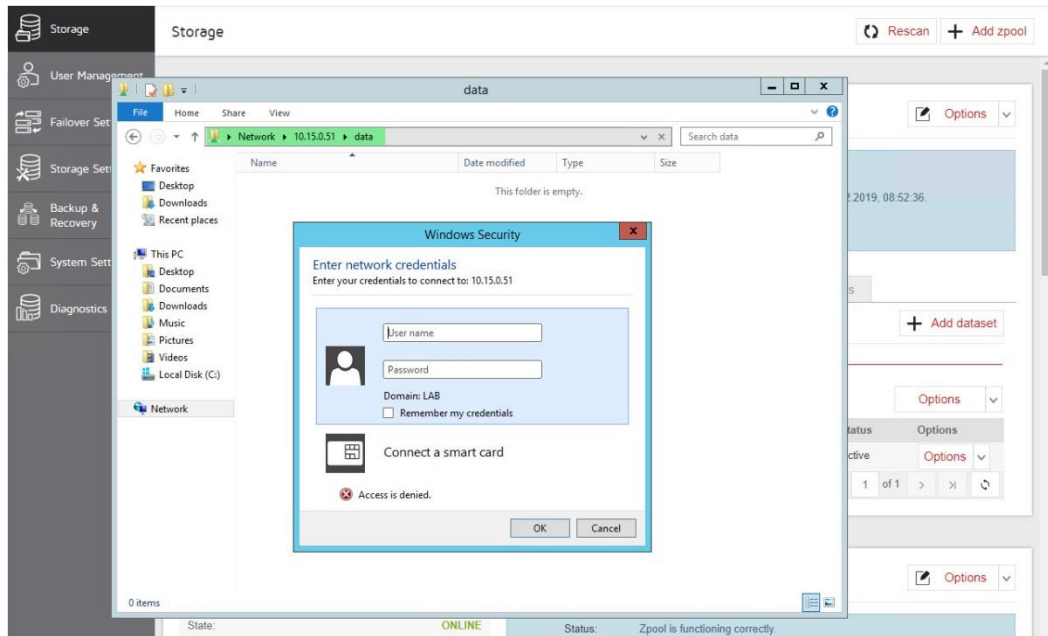 Storage
Storage
Rescan
Add zpool
User Management
data
File
Home
Share
View
Failover Set
Options
Network
10.15.0.51
data
Search data
Name
Date modified
Type
Size
Favorites
Storage Sett
This folder is empty.
Desktop
Downloads
2.2019, 08:52:36.
Recent places
Backup &
Recovery
Windows Security
This PC
System Sett
Enter network credentials
Desktop
Enter your credentials to connect to: 10.15.0.51
Documents
s
Downloads
Diagnostics
Music
Add dataset
User name
Pictures
Videos
Password
Local Disk (C:)
Domain: LAB
Options
Network
Remember my credentials
tatus
Options
Connect a smart card
ctive
Options
1 of 1
Access is denied.
OK
Cancel
Options
0 items
State:
ONLINE
Status:
Zpool is functioning correctly.